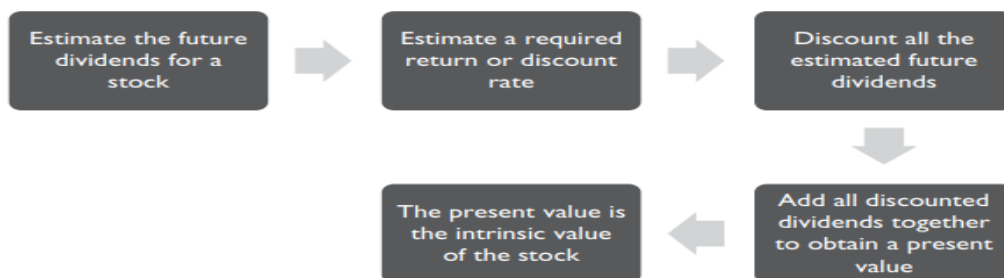 Estimate the future
dividends for a
stock
Estimate a required
return or discount
rate
Discount all the
estimated future
dividends
Add all discounted
dividends together
to obtain a present
value
The present value is
the intrinsic value
of the stock